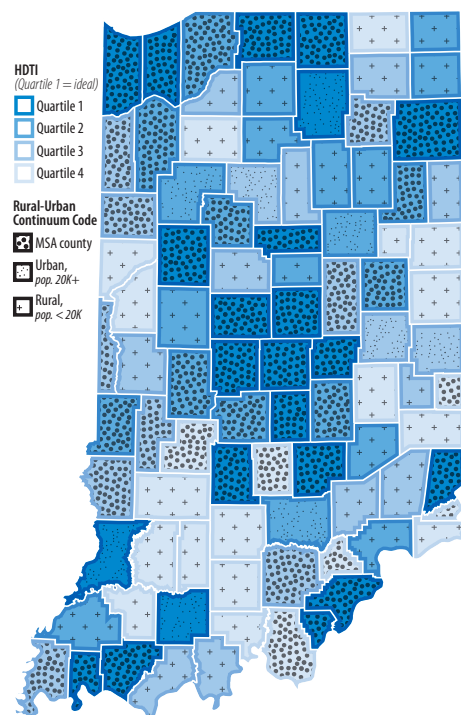 HDTI
(Quartile 1 = ideal)
Quartile 1
Quartile 2
Quartile 3
Quartile 4
Rural-Urban
Continuum Code
MSA county
Urban,
pop. 20K+
Rural,
pop. < 20K